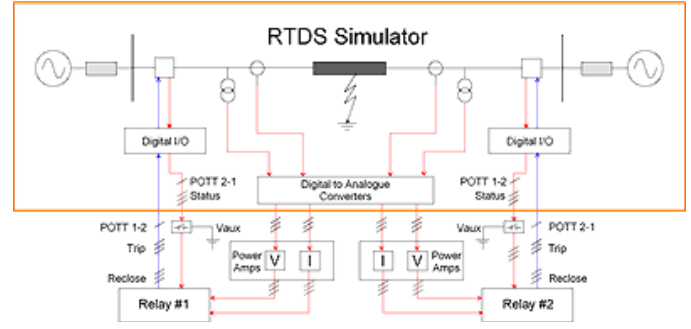 RTDS Simulator
Digital I/O
Digital I/O
POTT 2-1
Status
Digital to Analogue
Converters
POTT 1-2
Status
POTT 1-2
Vaux
Trip
Reclose
Power
Amps
V
I
I
V
Power
Amps
Vaux
POTT 2-1
Trip
Reclose
Relay #1
Relay #2